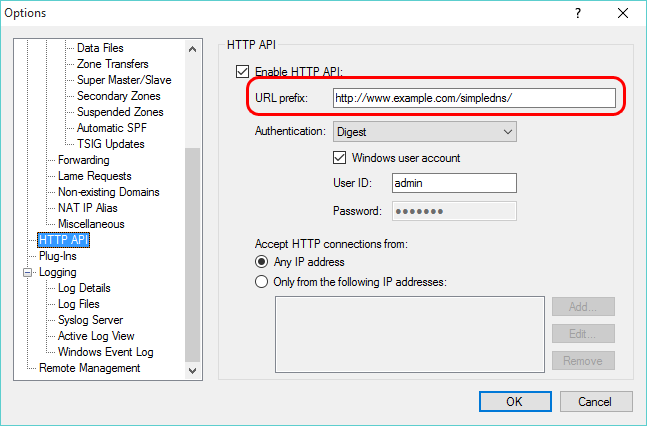 Options
Data Files
Zone Transfers
Super Master/Slave
Secondary Zones
Suspended Zones
Automatic SPF
TSIG Updates
Forwarding
Lame Requests
Non-existing Domains
NAT IP Alias
Miscellaneous
HTTP API
Plug-Ins
Logging
Log Details
Log Files
Syslog Server
Active Log View
Windows Event Log
Remote Management
HTTP API
Enable HTTP API:
URL prefix: http://www.example.com/simpledns/
Authentication: Digest
Windows user account
User ID: admin
Password: •••••••
Accept HTTP connections from:
Any IP address
Only from the following IP addresses:
Add...
Edit...
Remove
OK Cancel